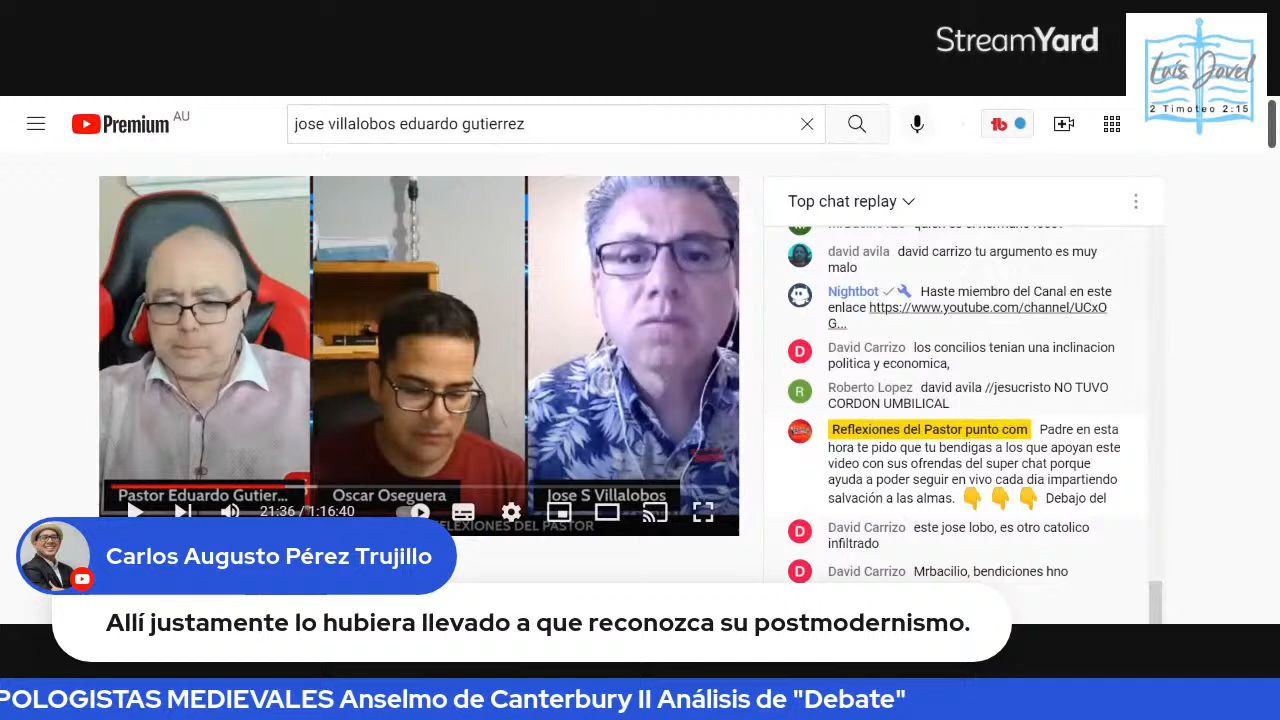 StreamYard
Luis Jovel
2 Timoteo 2:15
Premium AU
jose villalobos eduardo gutierrez
Top chat replay
david avila david carrizo tu argumento es muy
malo
Nightbot Haste miembro del Canal en este
enlace https://www.youtube.com/channel/UCxO
G...
David Carrizo los concilios tenian una inclinacion
politica y economica,
Roberto Lopez david avila //jesucristo NO TUVO
CORDON UMBILICAL
Reflexiones del Pastor punto com Padre en esta
hora te pido que tu bendigas a los que apoyan este
video con sus ofrendas del super chat porque
ayuda a poder seguir en vivo cada dia impartiendo
salvación a las almas. 👇👇👇 Debajo del
David Carrizo este jose lobo, es otro catolico
infiltrado
David Carrizo Mrbacilio, bendiciones hno
Pastor Eduardo Gutier...
Oscar Oseguera
Jose S Villalobos
21:36 / 1:16:40
EFLEXIONES DEL PASTOR
Carlos Augusto Pérez Trujillo
Allí justamente lo hubiera llevado a que reconozca su postmodernismo.
POLOGISTAS MEDIEVALES Anselmo de Canterbury II Análisis de "Debate"